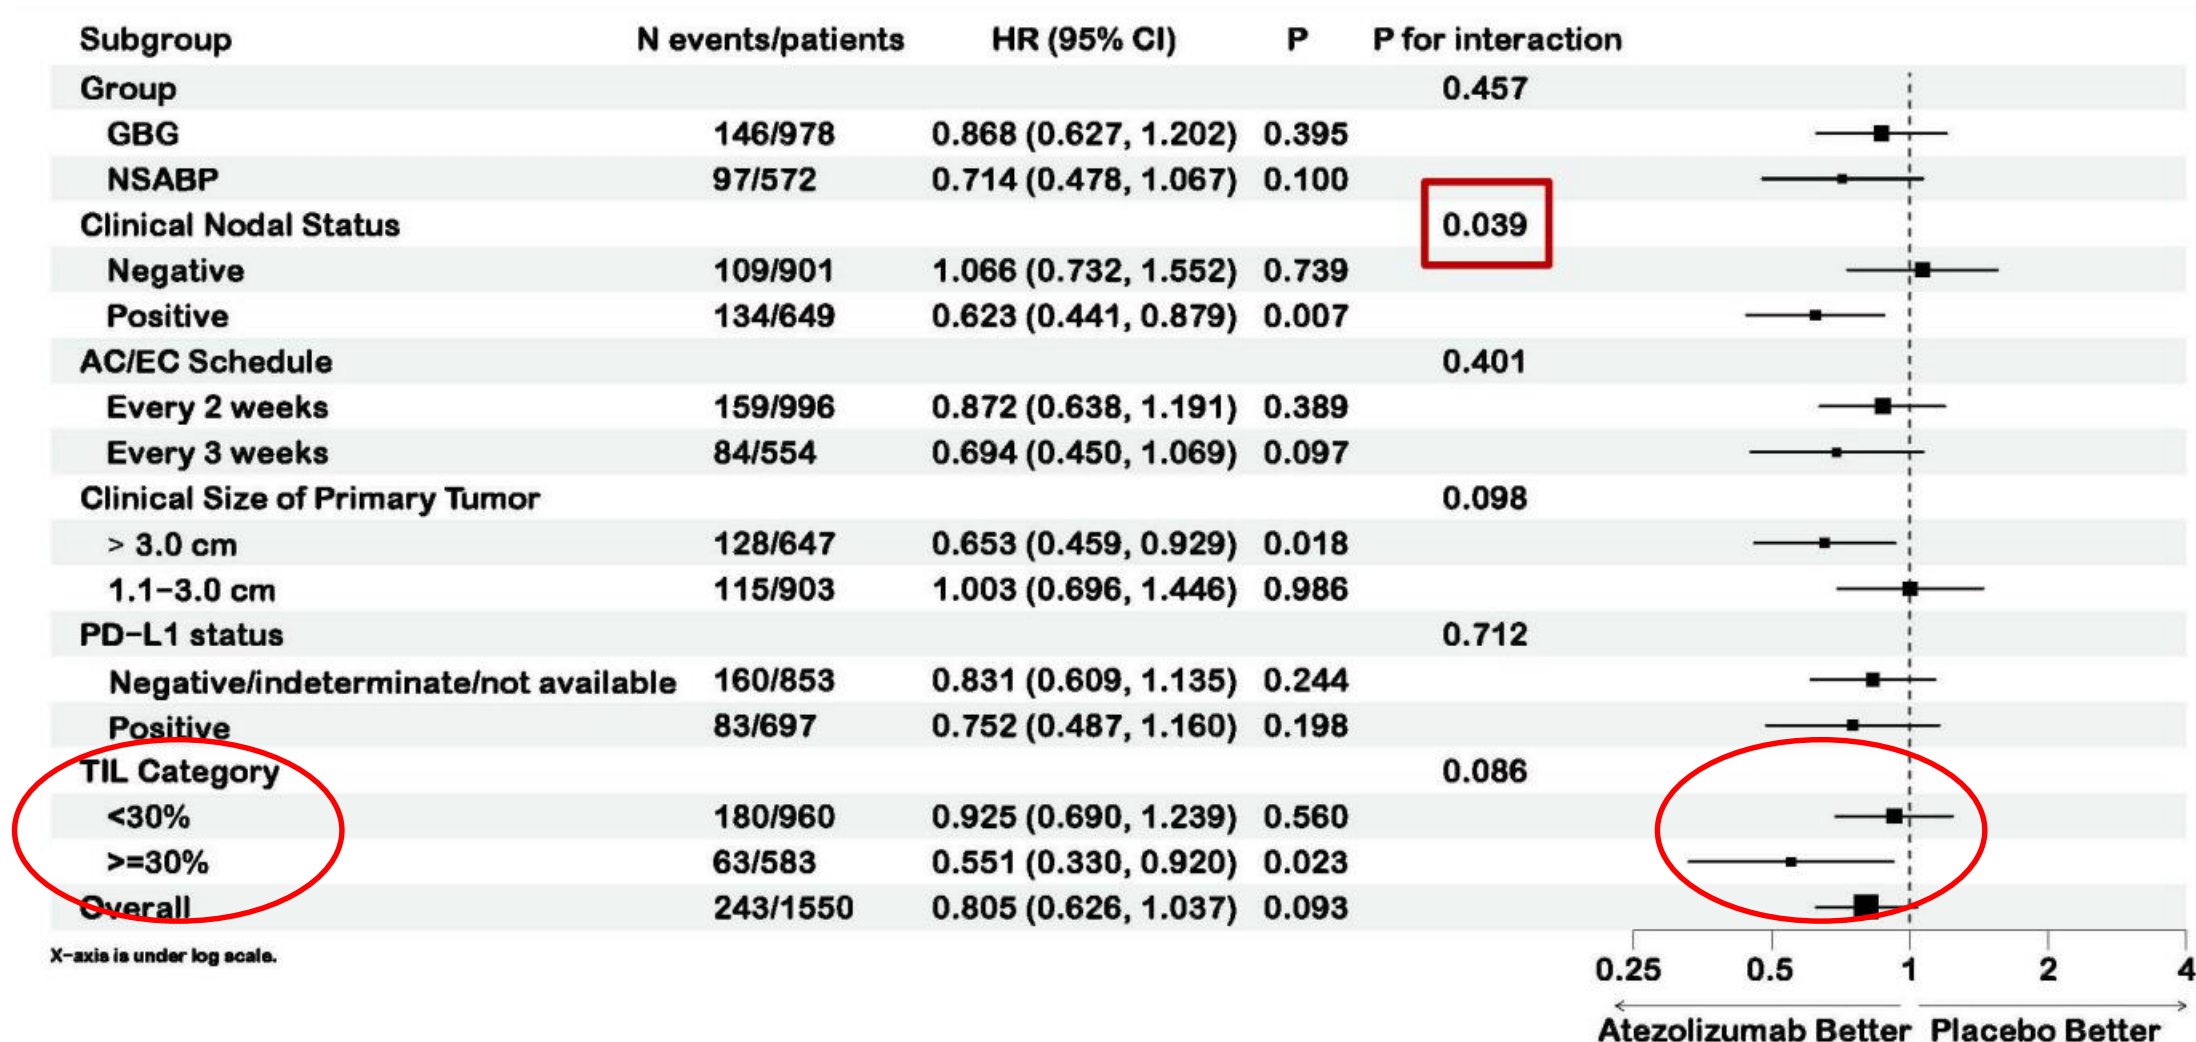 Subgroup N events/patients HR (95% CI) P P for interaction
Group 0.457
GBG 146/978 0.868 (0.627, 1.202) 0.395
NSABP 97/572 0.714 (0.478, 1.067) 0.100
Clinical Nodal Status 0.039
Negative 109/901 1.066 (0.732, 1.552) 0.739
Positive 134/649 0.623 (0.441, 0.879) 0.007
AC/EC Schedule 0.401
Every 2 weeks 159/996 0.872 (0.638, 1.191) 0.389
Every 3 weeks 84/554 0.694 (0.450, 1.069) 0.097
Clinical Size of Primary Tumor 0.098
> 3.0 cm 128/647 0.653 (0.459, 0.929) 0.018
1.1−3.0 cm 115/903 1.003 (0.696, 1.446) 0.986
PD−L1 status 0.712
Negative/indeterminate/not available 160/853 0.831 (0.609, 1.135) 0.244
Positive 83/697 0.752 (0.487, 1.160) 0.198
TIL Category 0.086
<30% 180/960 0.925 (0.690, 1.239) 0.560
>=30% 63/583 0.551 (0.330, 0.920) 0.023
Overall 243/1550 0.805 (0.626, 1.037) 0.093
X−axis is under log scale.
0.25 0.5 1 2 4
Atezolizumab Better Placebo Better